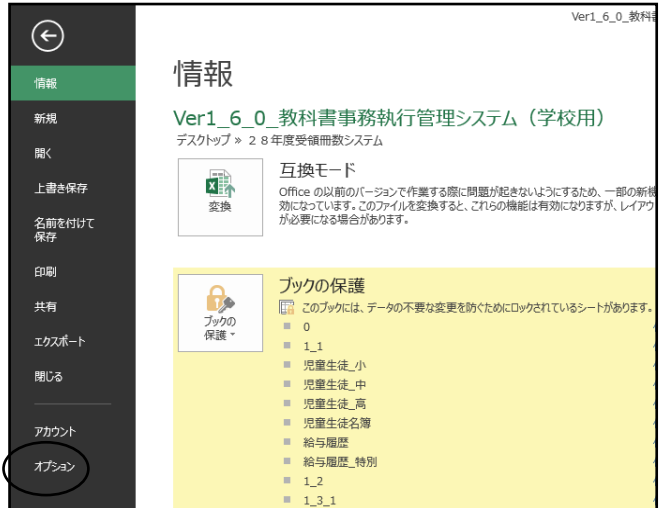 Ver1_6_0_教科
情報
新規
開く
上書き保存
名前を付けて
保存
印刷
共有
エクスポート
閉じる
アカウント
オプション
情報
Ver1_6_0_教科書事務執行管理システム（学校用）
デスクトップ » ２８年度受領冊数システム
変換
互換モード
Office の以前のバージョンで作業する際に問題が起きないようにするため、一部の新機
効になっています。このファイルを変換すると、これらの機能は有効になりますが、レイアウ
が必要になる場合があります。
ブックの
保護
ブックの保護
このブックには、データの不要な変更を防ぐためにロックされているシートがあります。
0
1_1
児童生徒_小
児童生徒_中
児童生徒_高
児童生徒名簿
給与履歴
給与履歴_特別
1_2
1_3_1